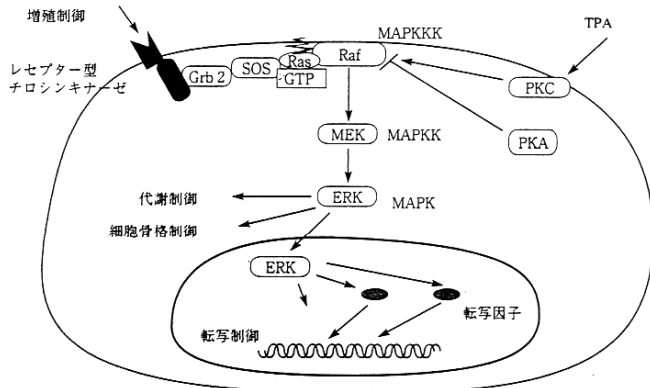 増殖制御
MAPKKK
TPA
レセプター型
チロシンキナーゼ
Grb 2
SOS
Ras
GTP
Raf
PKC
MEK
MAPKK
PKA
代謝制御
ERK
MAPK
細胞骨格制御
ERK
転写因子
転写制御